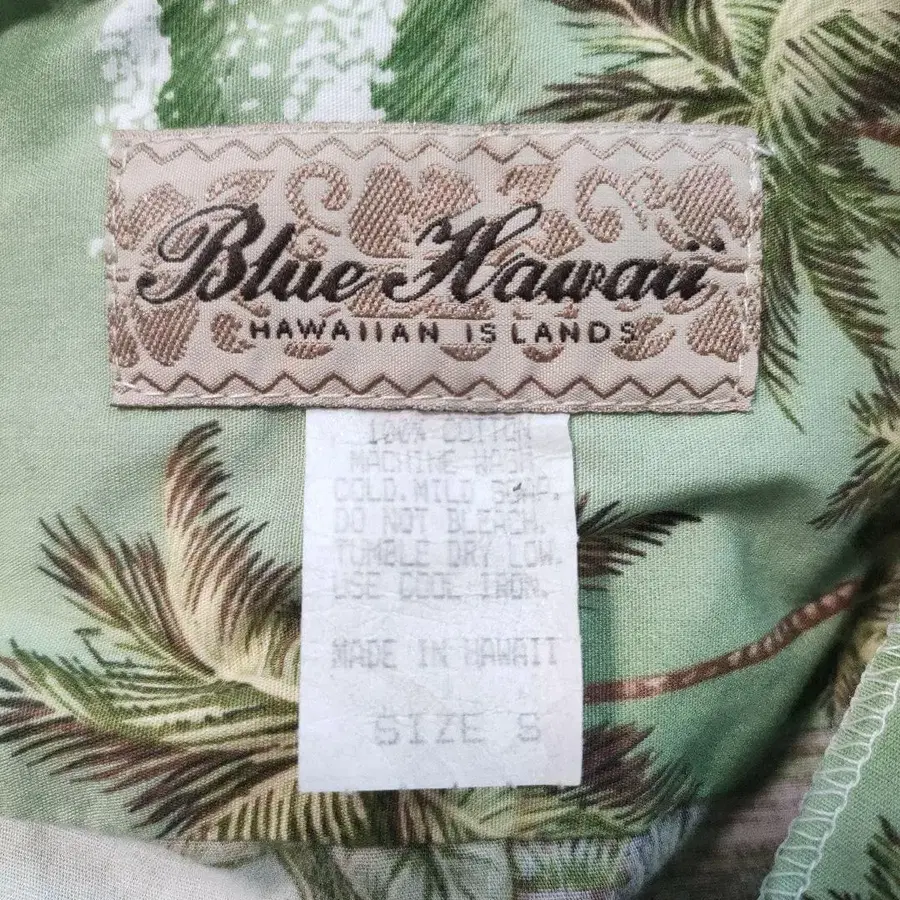 Blue Hawaii
HAWAIIAN ISLANDS
100% COTTON
MACHINE WASH
COLD. MILD SOAP.
DO NOT BLEACH.
TUMBLE DRY LOW.
USE COOL IRON.
MADE IN HAWAII
SIZE S